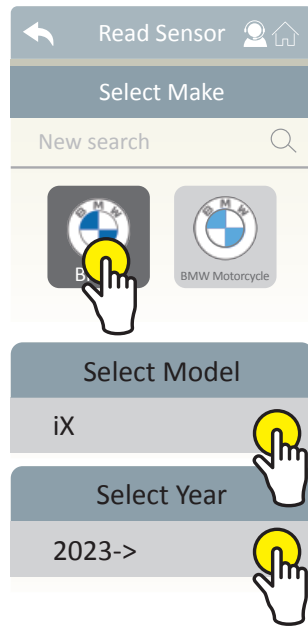 Read Sensor
Select Make
New search
BMW
BMW
BMW Motorcycle
Select Model
iX
Select Year
2023->